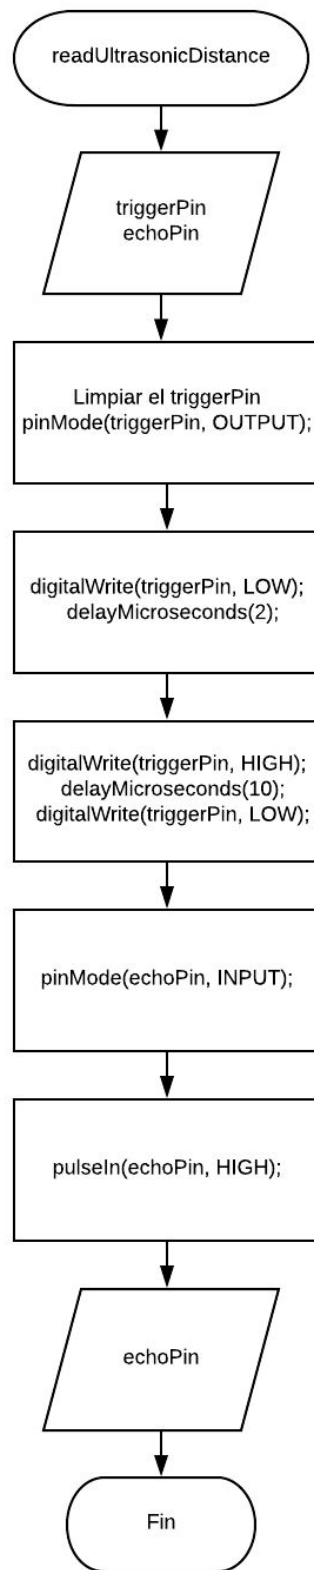 readUltrasonicDistance
triggerPin
echoPin
Limpiar el triggerPin
pinMode(triggerPin, OUTPUT);
digitalWrite(triggerPin, LOW);
delayMicroseconds(2);
digitalWrite(triggerPin, HIGH);
delayMicroseconds(10);
digitalWrite(triggerPin, LOW);
pinMode(echoPin, INPUT);
pulseIn(echoPin, HIGH);
echoPin
Fin